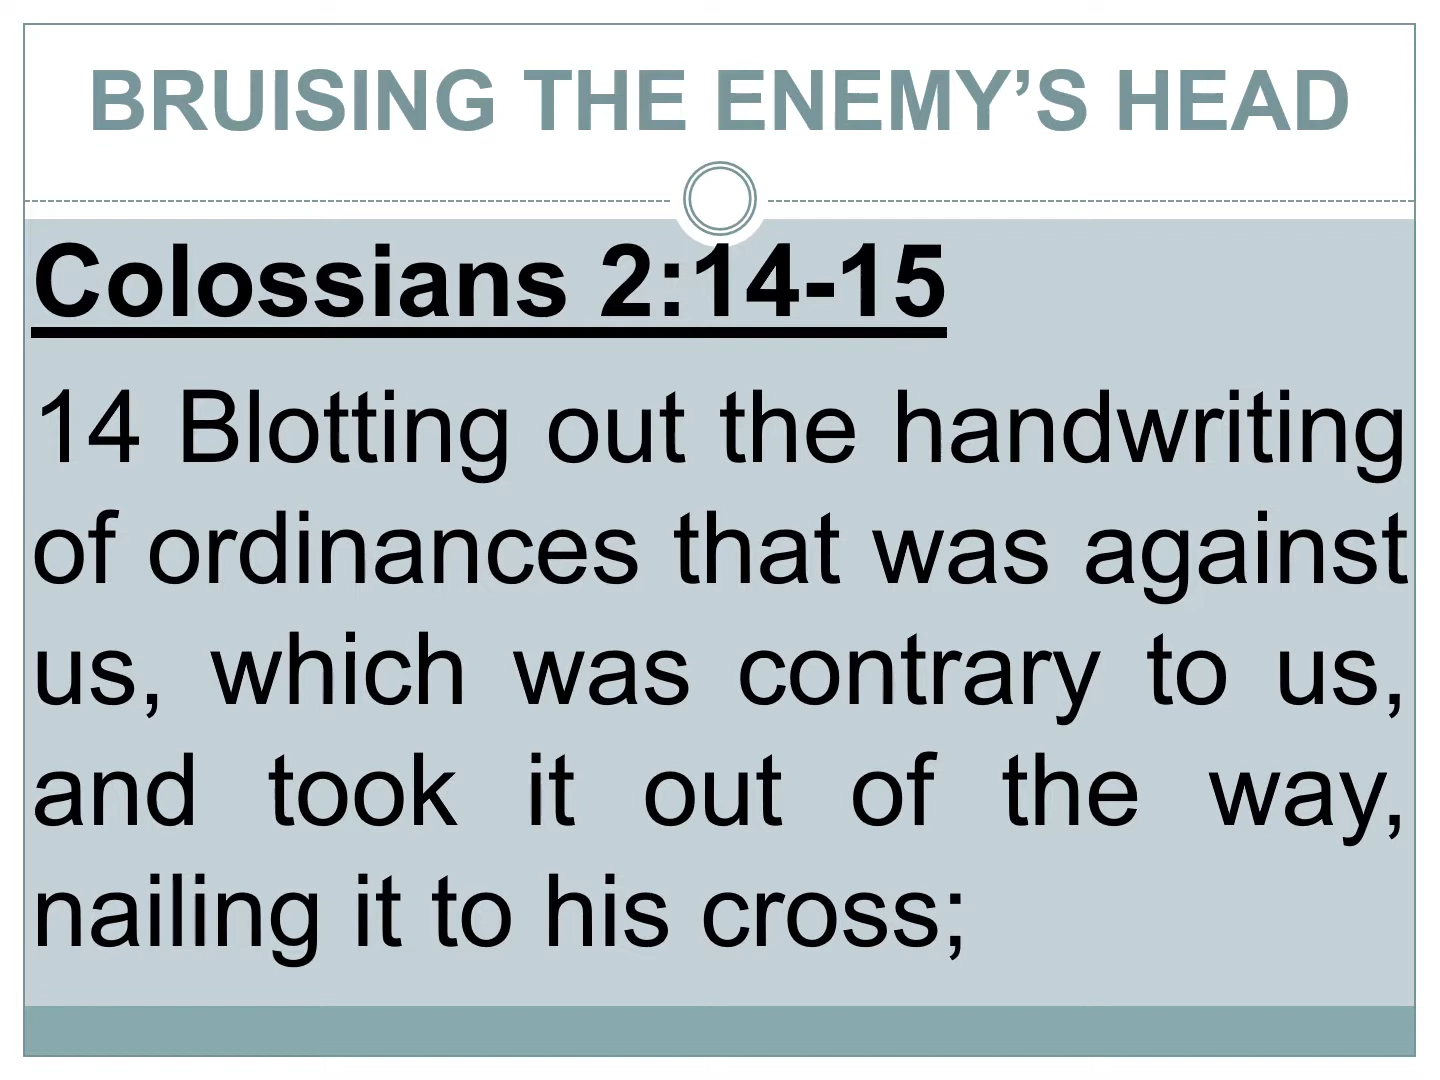 BRUISING THE ENEMY’S HEAD
Colossians 2:14-15
14 Blotting out the handwriting
of ordinances that was against
us, which was contrary to us,
and took it out of the way,
nailing it to his cross;